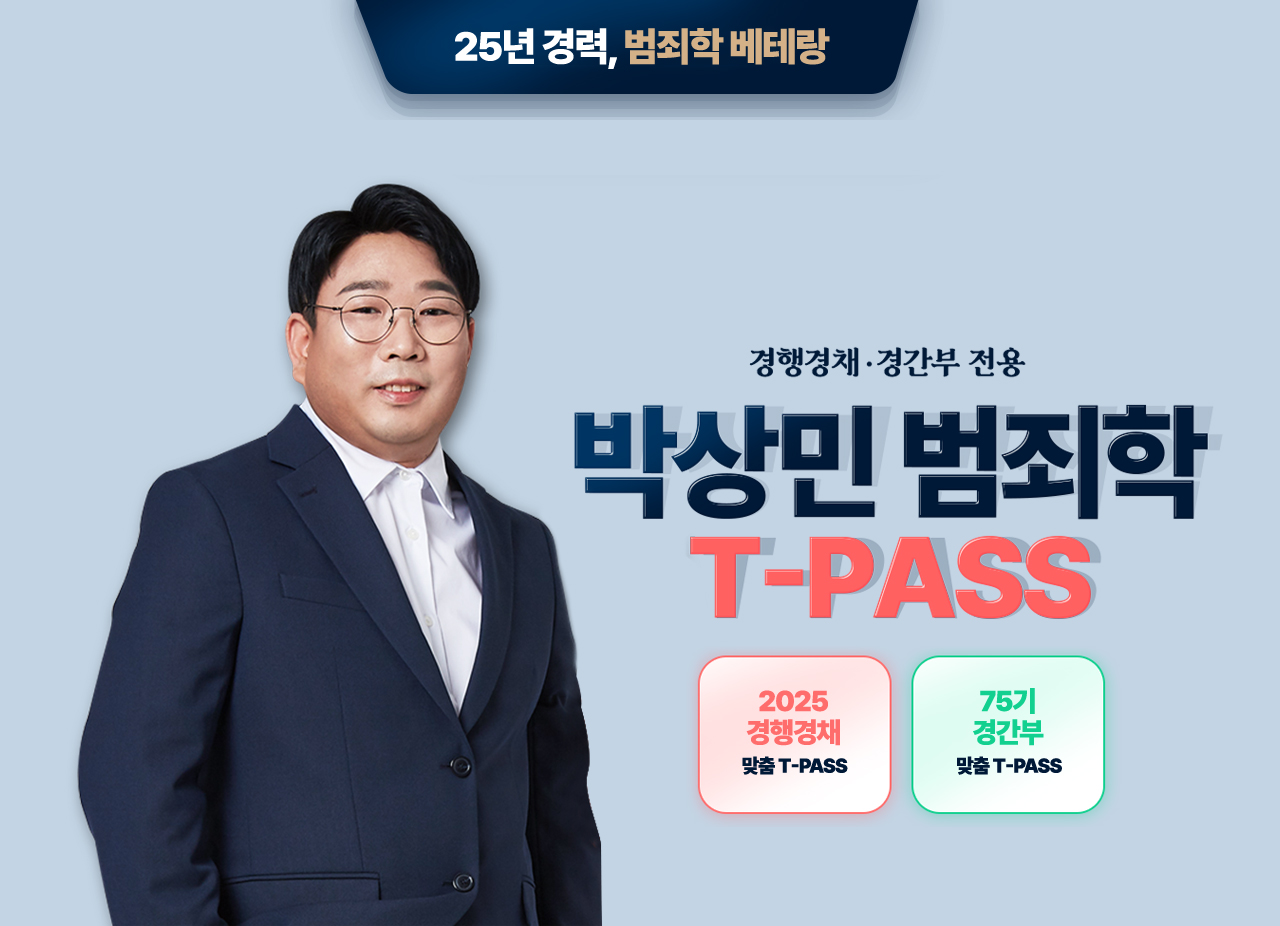 25년 경력, 범죄학 베테랑
경행경채·경간부 전용
박상민 범죄학
T-PASS
2025
경행경채
맞춤 T-PASS
75기
경간부
맞춤 T-PASS